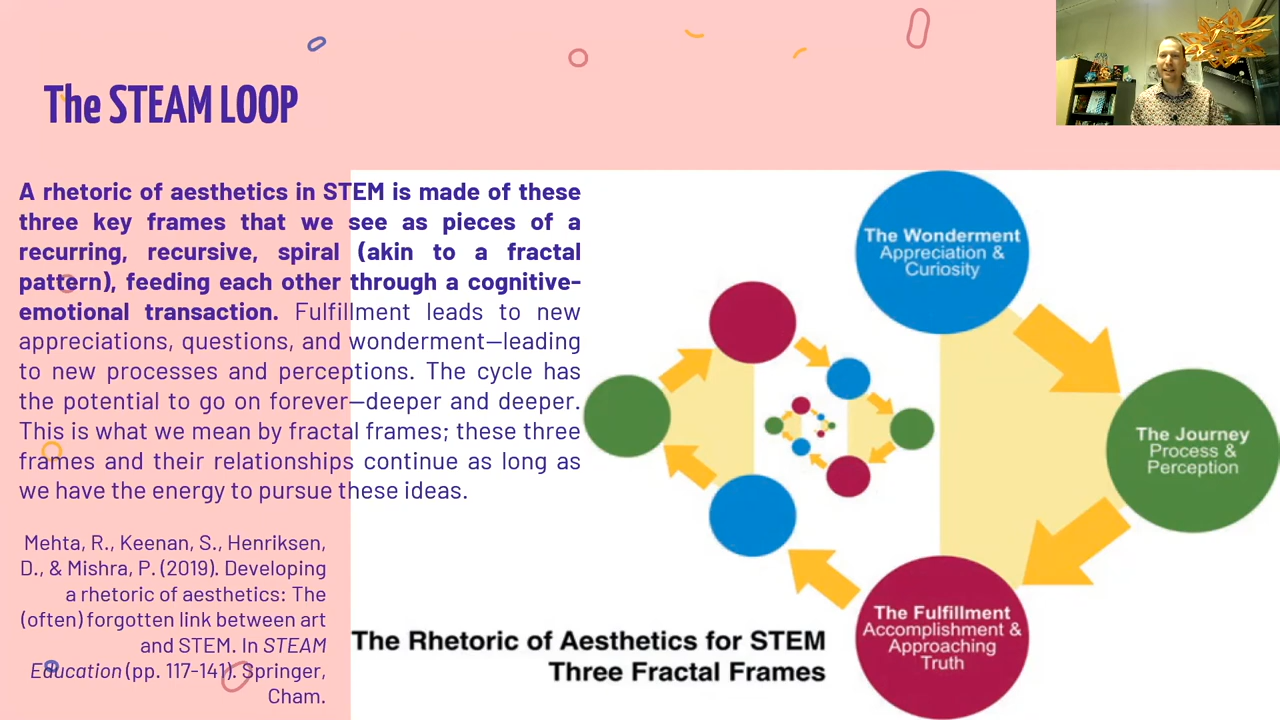 The STEAM LOOP
A rhetoric of aesthetics in STEM is made of these
three key frames that we see as pieces of a
recurring, recursive, spiral (akin to a fractal
pattern), feeding each other through a cognitive-
emotional transaction. Fulfillment leads to new
appreciations, questions, and wonderment—leading
to new processes and perceptions. The cycle has
the potential to go on forever—deeper and deeper.
This is what we mean by fractal frames; these three
frames and their relationships continue as long as
we have the energy to pursue these ideas.
Mehta, R., Keenan, S., Henriksen,
D., & Mishra, P. (2019). Developing
a rhetoric of aesthetics: The
(often) forgotten link between art
and STEM. In STEAM
Education (pp. 117-141). Springer,
Cham.
The Wonderment
Appreciation &
Curiosity
The Journey
Process &
Perception
The Fulfillment
Accomplishment &
Approaching
Truth
The Rhetoric of Aesthetics for STEM
Three Fractal Frames